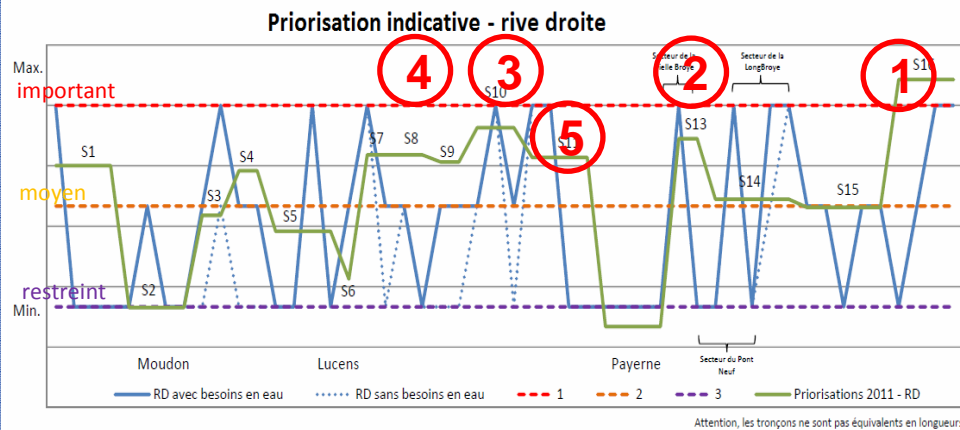 Priorisation indicative - rive droite
Secteur de la
Broye
Secteur de la
LongBroye
Max.
important
4
3
2
1
S16
S10
5
S13
S1
S7
S8
S9
S4
moyen
S3
S14
S15
S5
S2
S6
restreint
Min.
Secteur du Pont
Neuf
Moudon
Lucens
Payerne
RD avec besoins en eau
RD sans besoins en eau
1
2
3
Priorisations 2011 - RD
Attention, les tronçons ne sont pas équivalents en longueur